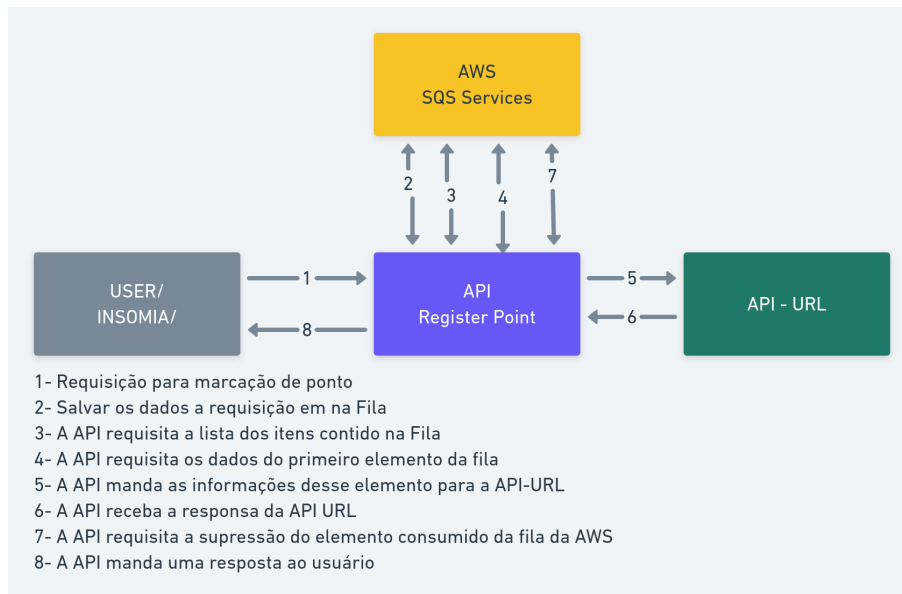 AWS
SQS Services
2
3
4
7
USER/
INSOMIA/
1
8
API
Register Point
5
6
API - URL
1- Requisição para marcação de ponto
2- Salvar os dados a requisição em na Fila
3- A API requisita a lista dos itens contido na Fila
4- A API requisita os dados do primeiro elemento da fila
5- A API manda as informações desse elemento para a API-URL
6- A API receba a responsa da API URL
7- A API requisita a supressão do elemento consumido da fila da AWS
8- A API manda uma resposta ao usuário